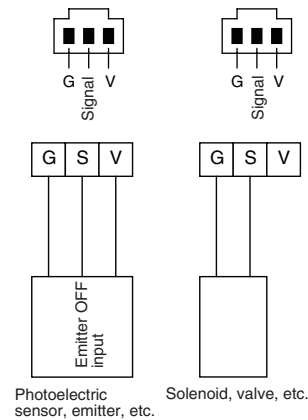 G Signal V
G Signal V
G S V
G S V
Emitter OFF
input
Photoelectric
sensor, emitter, etc.
Solenoid, valve, etc.